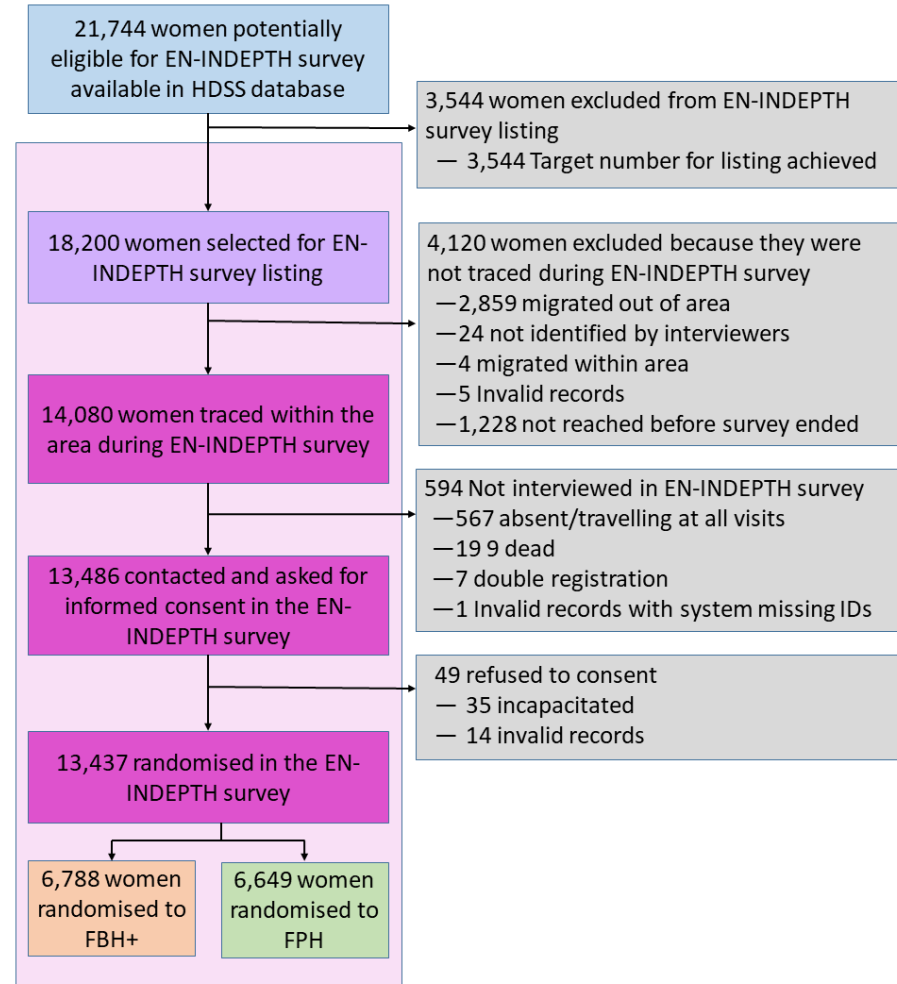 21,744 women potentially
eligible for EN-INDEPTH survey
available in HDSS database
3,544 women excluded from EN-INDEPTH
survey listing
— 3,544 Target number for listing achieved
18,200 women selected for EN-
INDEPTH survey listing
4,120 women excluded because they were
not traced during EN-INDEPTH survey
—2,859 migrated out of area
—24 not identified by interviewers
—4 migrated within area
—5 Invalid records
—1,228 not reached before survey ended
14,080 women traced within the
area during EN-INDEPTH survey
594 Not interviewed in EN-INDEPTH survey
—567 absent/travelling at all visits
—19 9 dead
—7 double registration
—1 Invalid records with system missing IDs
13,486 contacted and asked for
informed consent in the EN-
INDEPTH survey
49 refused to consent
— 35 incapacitated
— 14 invalid records
13,437 randomised in the EN-
INDEPTH survey
6,788 women
randomised to
FBH+
6,649 women
randomised to
FPH